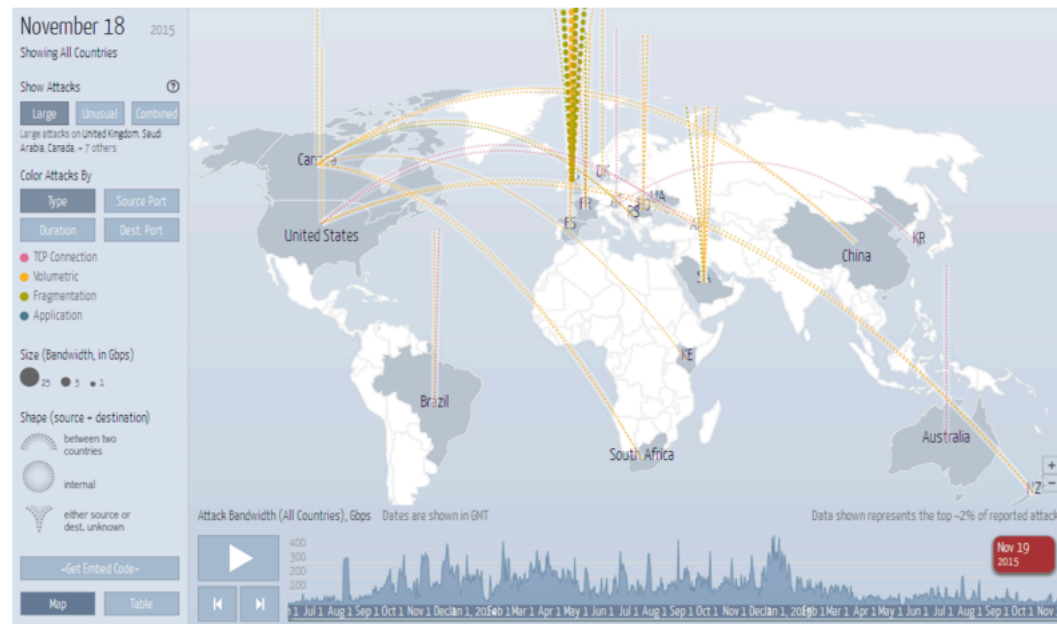 November 18 2015
Showing All Countries
Show Attacks ?
Large Unusual Combined
Large attacks on United Kingdom, Saudi
Arabia, Canada, + 7 others
Color Attacks By
Type Source Port
Duration Dest. Port
TCP Connection
Volumetric
Fragmentation
Application
Size (Bandwidth, in Gbps)
25 5 1
Shape (source + destination)
between two
countries
internal
either source or
dest. unknown
<Get Embed Code>
Map Table
Canada
United States
Brazil
ES
FR
DK
RS
UA
SA
KE
South Africa
China
KR
Australia
NZ
+
−
Attack Bandwidth (All Countries), Gbps Dates are shown in GMT
Data shown represents the top ~2% of reported attack
400
300
200
100
Nov 19
2015
Jul 1 Aug 1 Sep 1 Oct 1 Nov 1 Dec Feb 1 Mar 1 Apr 1 May 1 Jun 1 Jul 1 Aug 1 Sep 1 Oct 1 Nov 1 Dec Feb 1 Mar 1 Apr 1 May 1 Jun 1 Jul 1 Aug 1 Sep 1 Oct 1 Nov